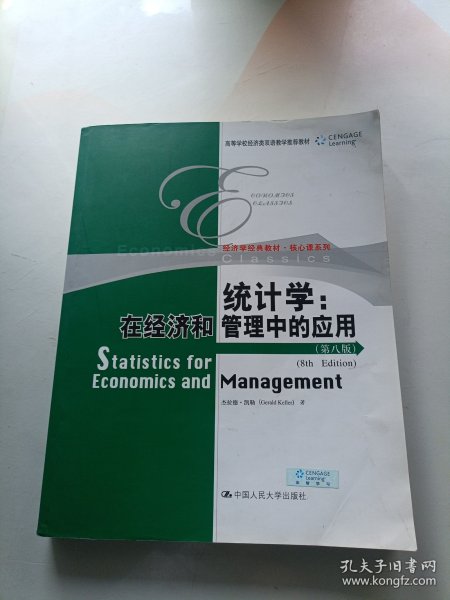 高等学校经济类双语教学推荐教材
CENGAGE
Learning
E
ECONOMICS
CLASSICS
经济学经典教材·核心课系列
Economics
Classics
统计学：
在经济和管理中的应用
(第八版)
(8th Edition)
Statistics for
Economics and Management
杰拉德·凯勒 (Gerald Keller) 著
CENGAGE
Learning
中国人民大学出版社
孔夫子旧书网
www.kongfz.com